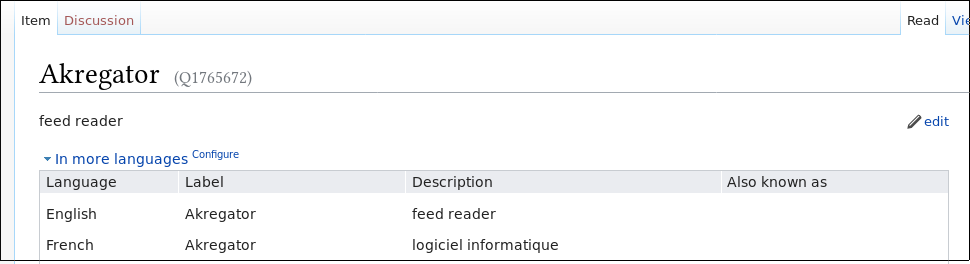 Item Discussion Read
Akregator (Q1765672)
feed reader edit
In more languages Configure
Language Label Description Also known as
English Akregator feed reader
French Akregator logiciel informatique